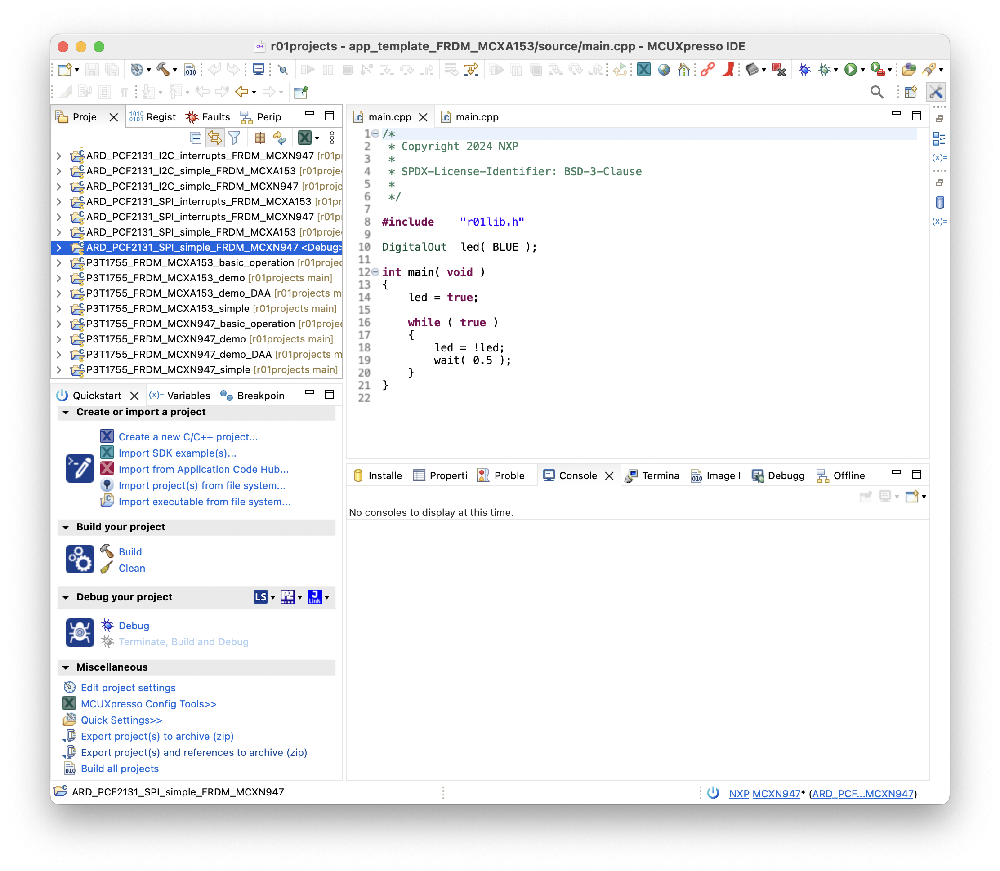 r01projects - app_template_FRDM_MCXA153/source/main.cpp - MCUXpresso IDE
Proje
Regist
Faults
Perip
ARD_PCF2131_I2C_interrupts_FRDM_MCXN947 [r01p
ARD_PCF2131_I2C_simple_FRDM_MCXA153 [r01proje
ARD_PCF2131_I2C_simple_FRDM_MCXN947 [r01proje
ARD_PCF2131_SPI_interrupts_FRDM_MCXA153 [r01pr
ARD_PCF2131_SPI_interrupts_FRDM_MCXN947 [r01p
ARD_PCF2131_SPI_simple_FRDM_MCXA153 [r01proje
ARD_PCF2131_SPI_simple_FRDM_MCXN947 <Debug>
P3T1755_FRDM_MCXA153_basic_operation [r01projec
P3T1755_FRDM_MCXA153_demo [r01projects main]
P3T1755_FRDM_MCXA153_demo_DAA [r01projects m
P3T1755_FRDM_MCXA153_simple [r01projects main]
P3T1755_FRDM_MCXN947_basic_operation [r01projec
P3T1755_FRDM_MCXN947_demo [r01projects main]
P3T1755_FRDM_MCXN947_demo_DAA [r01projects m
P3T1755_FRDM_MCXN947_simple [r01projects main]
Quickstart
(x)= Variables
Breakpoin
Create or import a project
Create a new C/C++ project...
Import SDK example(s)...
Import from Application Code Hub...
Import project(s) from file system...
Import executable from file system...
Build your project
Build
Clean
Debug your project
LS
J Link
Debug
Terminate, Build and Debug
Miscellaneous
Edit project settings
MCUXpresso Config Tools>>
Quick Settings>>
Export project(s) to archive (zip)
Export project(s) and references to archive (zip)
Build all projects
main.cpp
main.cpp
1 /*
2 * Copyright 2024 NXP
3 *
4 * SPDX-License-Identifier: BSD-3-Clause
5 *
6 */
7
8 #include "r01lib.h"
9
10 DigitalOut led( BLUE );
11
12 int main( void )
13 {
14 led = true;
15
16 while ( true )
17 {
18 led = !led;
19 wait( 0.5 );
20 }
21 }
22
(x)=
(x)=
Installe
Properti
Proble
Console
Termina
Image I
Debugg
Offline
No consoles to display at this time.
ARD_PCF2131_SPI_simple_FRDM_MCXN947
NXP MCXN947* (ARD_PCF...MCXN947)